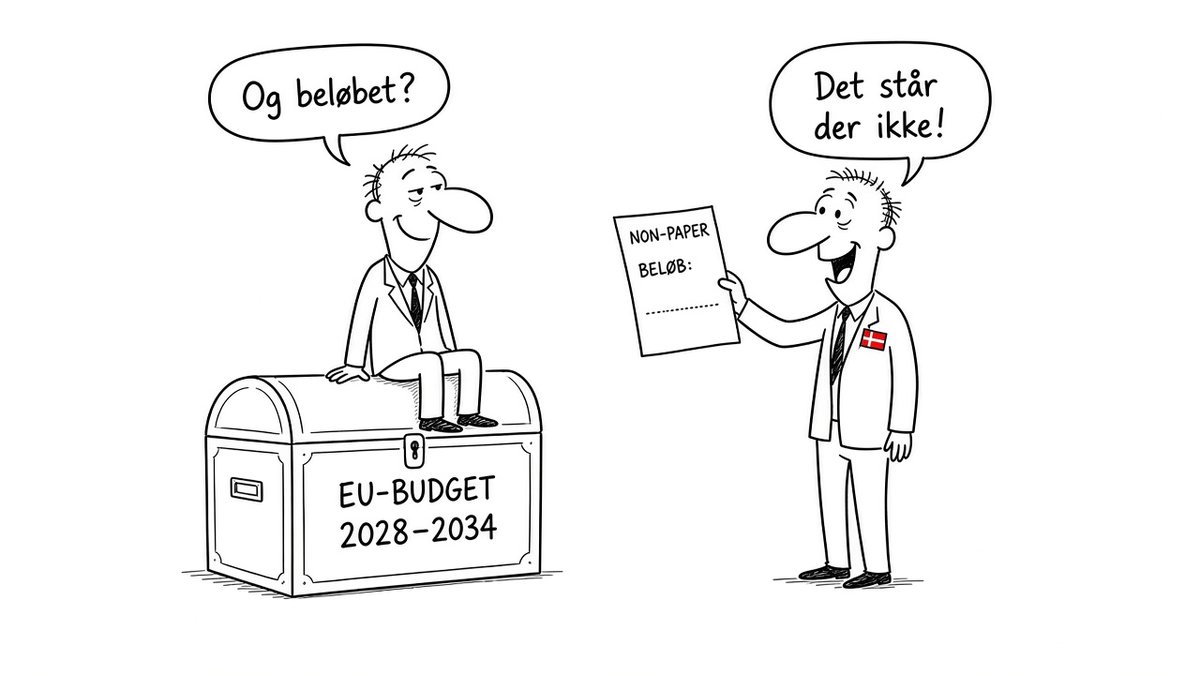 Og beløbet?
Det står
der ikke!
NON-PAPER
BELØB:
EU-BUDGET
2028–2034